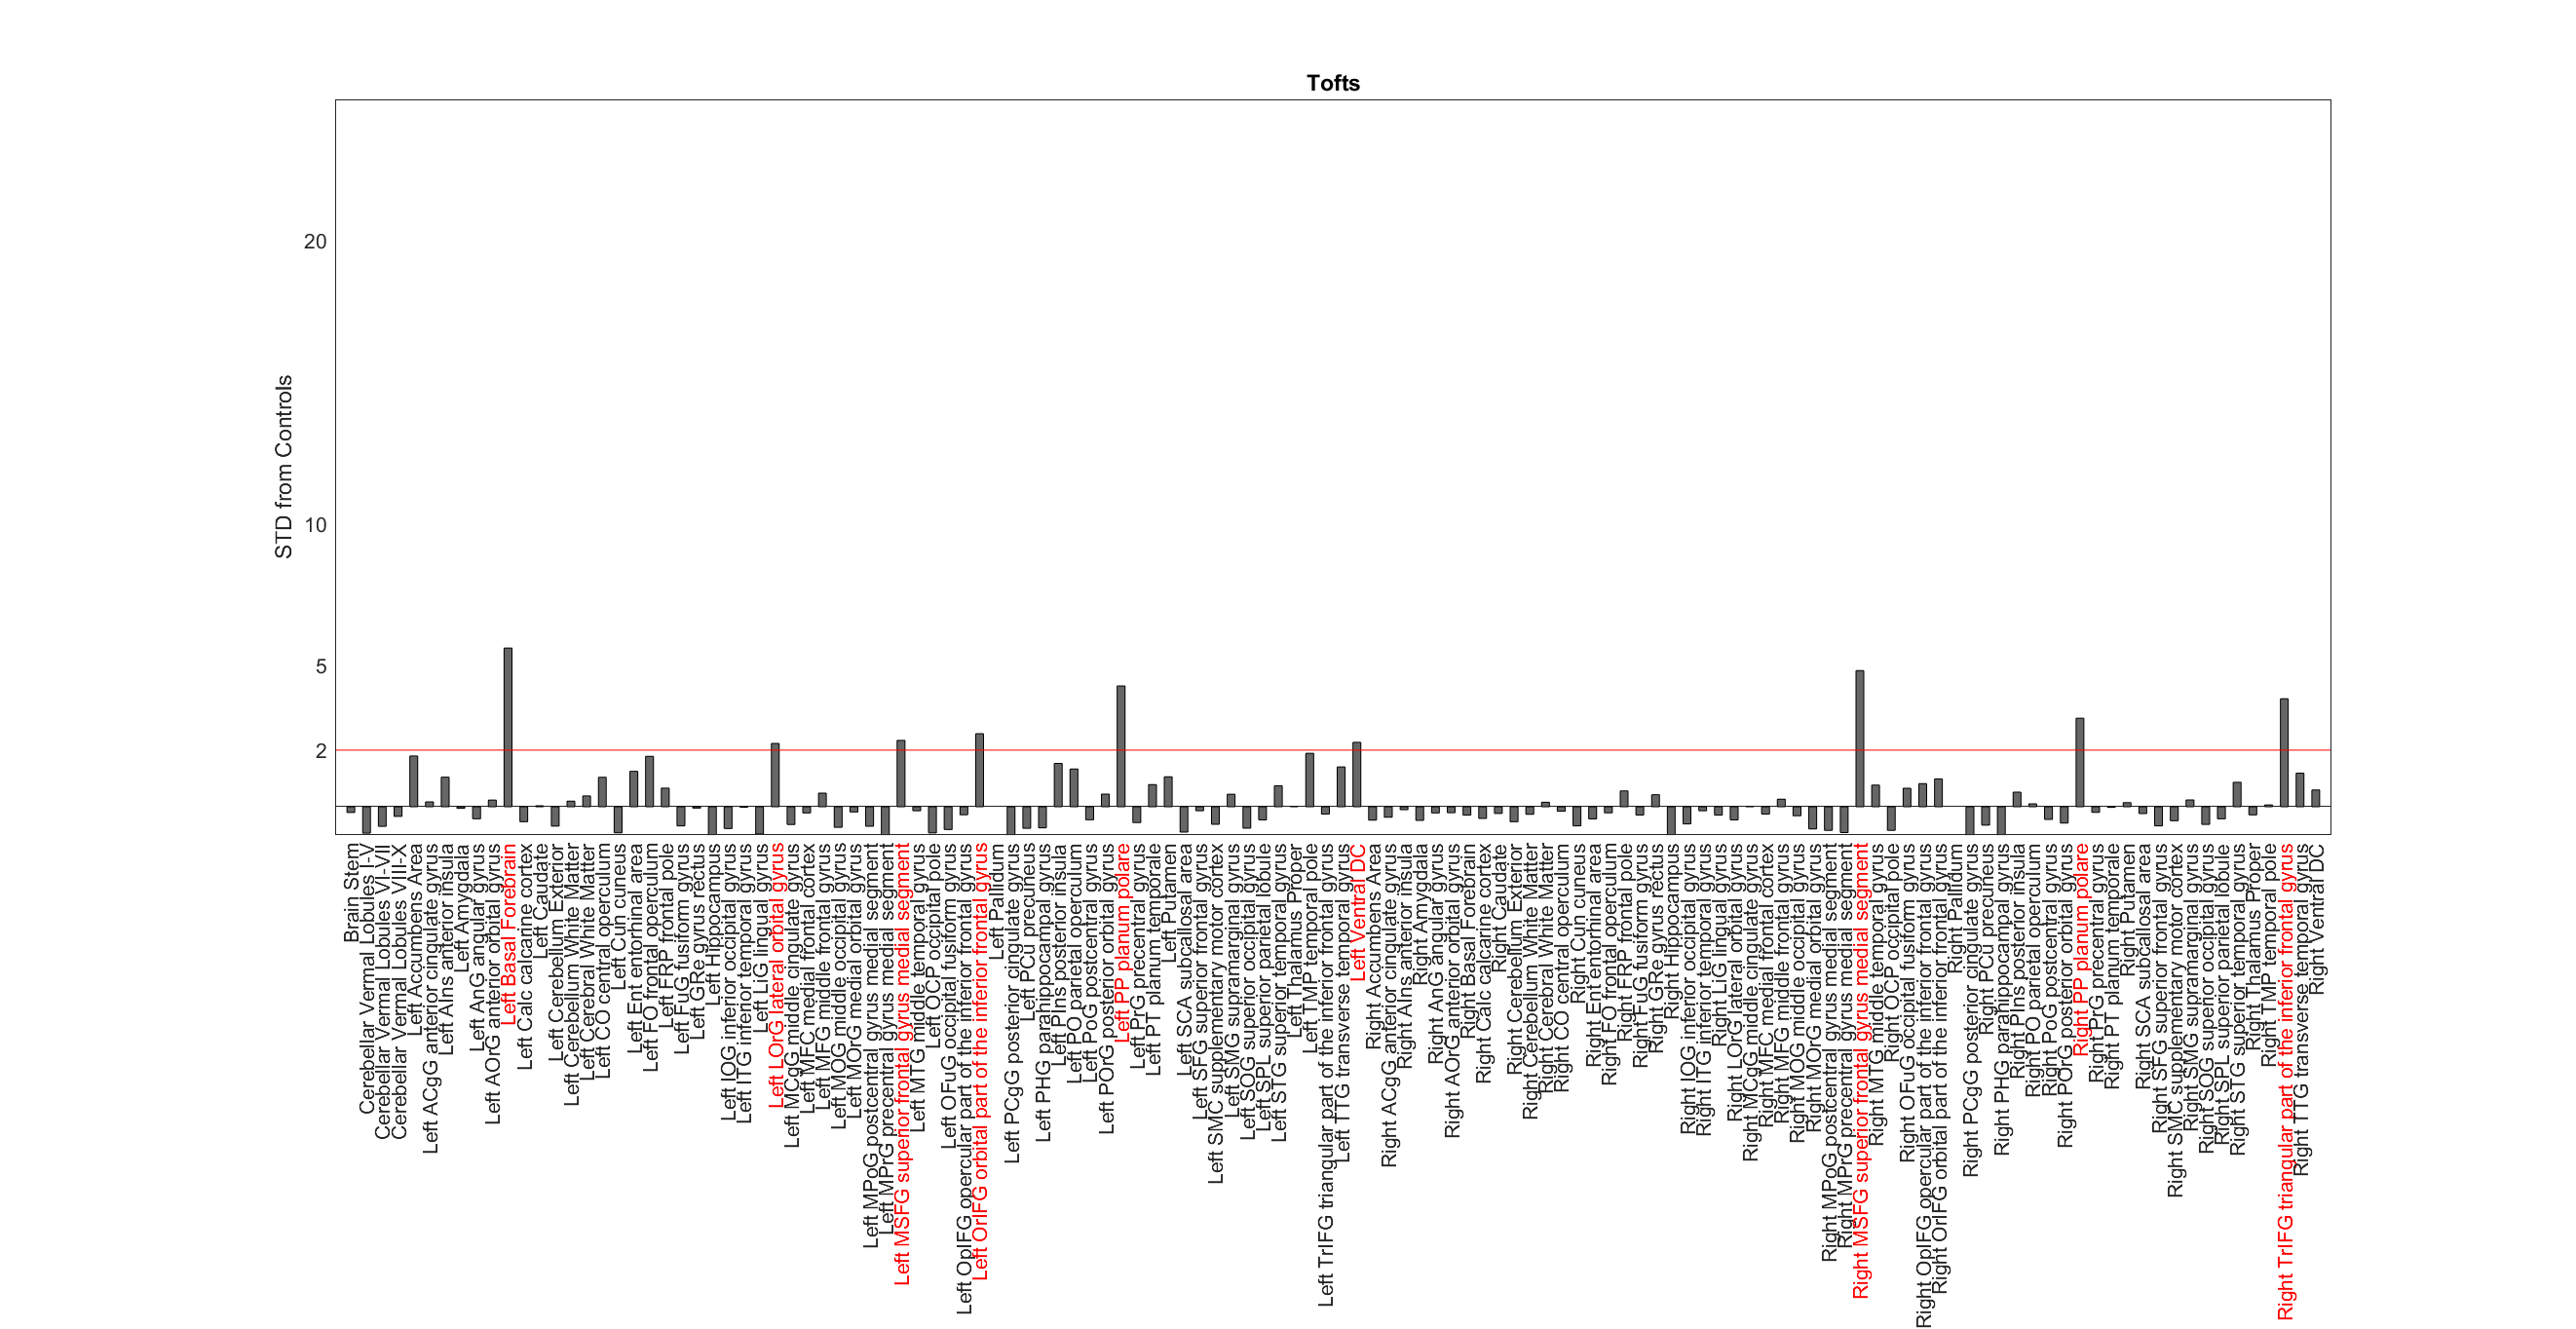 Tofts
STD from Controls
20
10
5
2
Brain Stem
Cerebellar Vermal Lobules I-V
Cerebellar Vermal Lobules VI-VII
Cerebellar Vermal Lobules VIII-X
Left Accumbens Area
Left ACgG anterior cingulate gyrus
Left AIns anterior insula
Left Amygdala
Left AnG angular gyrus
Left AOrG anterior orbital gyrus
Left Basal Forebrain
Left Calc calcarine cortex
Left Caudate
Left Cerebellum Exterior
Left Cerebellum White Matter
Left Cerebral White Matter
Left CO central operculum
Left Cun cuneus
Left Ent entorhinal area
Left FO frontal operculum
Left FRP frontal pole
Left FuG fusiform gyrus
Left GRe gyrus rectus
Left Hippocampus
Left IOG inferior occipital gyrus
Left ITG inferior temporal gyrus
Left LiG lingual gyrus
Left LOrG lateral orbital gyrus
Left MCgG middle cingulate gyrus
Left MFC medial frontal cortex
Left MFG middle frontal gyrus
Left MOG middle occipital gyrus
Left MOrG medial orbital gyrus
Left MPoG postcentral gyrus medial segment
Left MPrG precentral gyrus medial segment
Left MSFG superior frontal gyrus medial segment
Left MTG middle temporal gyrus
Left OCP occipital pole
Left OFuG occipital fusiform gyrus
Left OpIFG opercular part of the inferior frontal gyrus
Left OrIFG orbital part of the inferior frontal gyrus
Left Pallidum
Left PCgG posterior cingulate gyrus
Left PCu precuneus
Left PHG parahippocampal gyrus
Left PIns posterior insula
Left PO parietal operculum
Left PoG postcentral gyrus
Left POrG posterior orbital gyrus
Left PP planum polare
Left PrG precentral gyrus
Left PT planum temporale
Left Putamen
Left SCA subcallosal area
Left SFG superior frontal gyrus
Left SMC supplementary motor cortex
Left SMG supramarginal gyrus
Left SOG superior occipital gyrus
Left SPL superior parietal lobule
Left STG superior temporal gyrus
Left Thalamus Proper
Left TMP temporal pole
Left TrIFG triangular part of the inferior frontal gyrus
Left TTG transverse temporal gyrus
Left Ventral DC
Right Accumbens Area
Right ACgG anterior cingulate gyrus
Right AIns anterior insula
Right Amygdala
Right AnG angular gyrus
Right AOrG anterior orbital gyrus
Right Basal Forebrain
Right Calc calcarine cortex
Right Caudate
Right Cerebellum Exterior
Right Cerebellum White Matter
Right Cerebral White Matter
Right CO central operculum
Right Cun cuneus
Right Ent entorhinal area
Right FO frontal operculum
Right FRP frontal pole
Right FuG fusiform gyrus
Right GRe gyrus rectus
Right Hippocampus
Right IOG inferior occipital gyrus
Right ITG inferior temporal gyrus
Right LiG lingual gyrus
Right LOrG lateral orbital gyrus
Right MCgG middle cingulate gyrus
Right MFC medial frontal cortex
Right MFG middle frontal gyrus
Right MOG middle occipital gyrus
Right MOrG medial orbital gyrus
Right MPoG postcentral gyrus medial segment
Right MPrG precentral gyrus medial segment
Right MSFG superior frontal gyrus medial segment
Right MTG middle temporal gyrus
Right OCP occipital pole
Right OFuG occipital fusiform gyrus
Right OpIFG opercular part of the inferior frontal gyrus
Right OrIFG orbital part of the inferior frontal gyrus
Right Pallidum
Right PCgG posterior cingulate gyrus
Right PCu precuneus
Right PHG parahippocampal gyrus
Right PIns posterior insula
Right PO parietal operculum
Right PoG postcentral gyrus
Right POrG posterior orbital gyrus
Right PP planum polare
Right PrG precentral gyrus
Right PT planum temporale
Right Putamen
Right SCA subcallosal area
Right SFG superior frontal gyrus
Right SMC supplementary motor cortex
Right SMG supramarginal gyrus
Right SOG superior occipital gyrus
Right SPL superior parietal lobule
Right STG superior temporal gyrus
Right Thalamus Proper
Right TMP temporal pole
Right TrIFG triangular part of the inferior frontal gyrus
Right TTG transverse temporal gyrus
Right Ventral DC